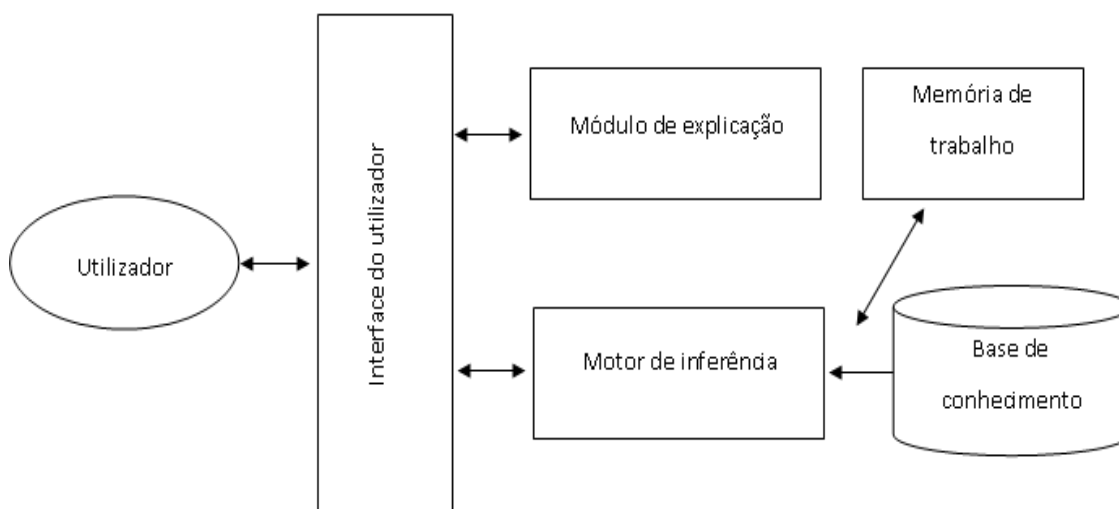 Utilizador
Interface do utilizador
Módulo de explicação
Memória de
trabalho
Motor de inferência
Base de
conhecimento